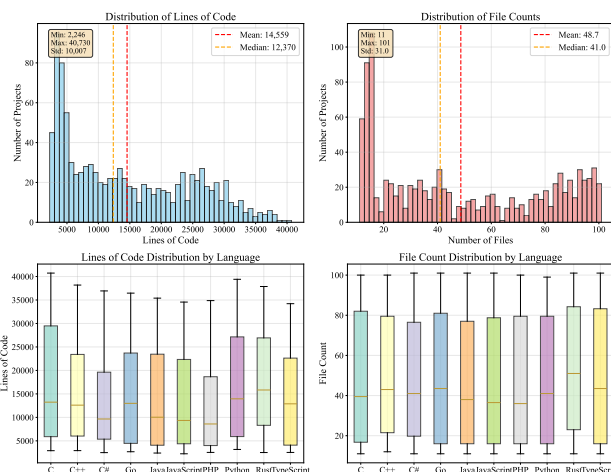 Distribution of Lines of Code
Min: 2,246
Max: 40,730
Std: 10,007
Mean: 14,559
Median: 12,370
Number of Projects
0
20
40
60
80
5000
10000
15000
20000
25000
30000
35000
40000
Lines of Code
Distribution of File Counts
Min: 11
Max: 101
Std: 31.0
Mean: 48.7
Median: 41.0
Number of Projects
0
20
40
60
80
100
20
40
60
80
100
Number of Files
Lines of Code Distribution by Language
Lines of Code
5000
10000
15000
20000
25000
30000
35000
40000
C
C++
C#
Go
Java
JavaScript
PHP
Python
Rust
TypeScript
File Count Distribution by Language
File Count
20
40
60
80
100
C
C++
C#
Go
Java
JavaScript
PHP
Python
Rust
TypeScrip